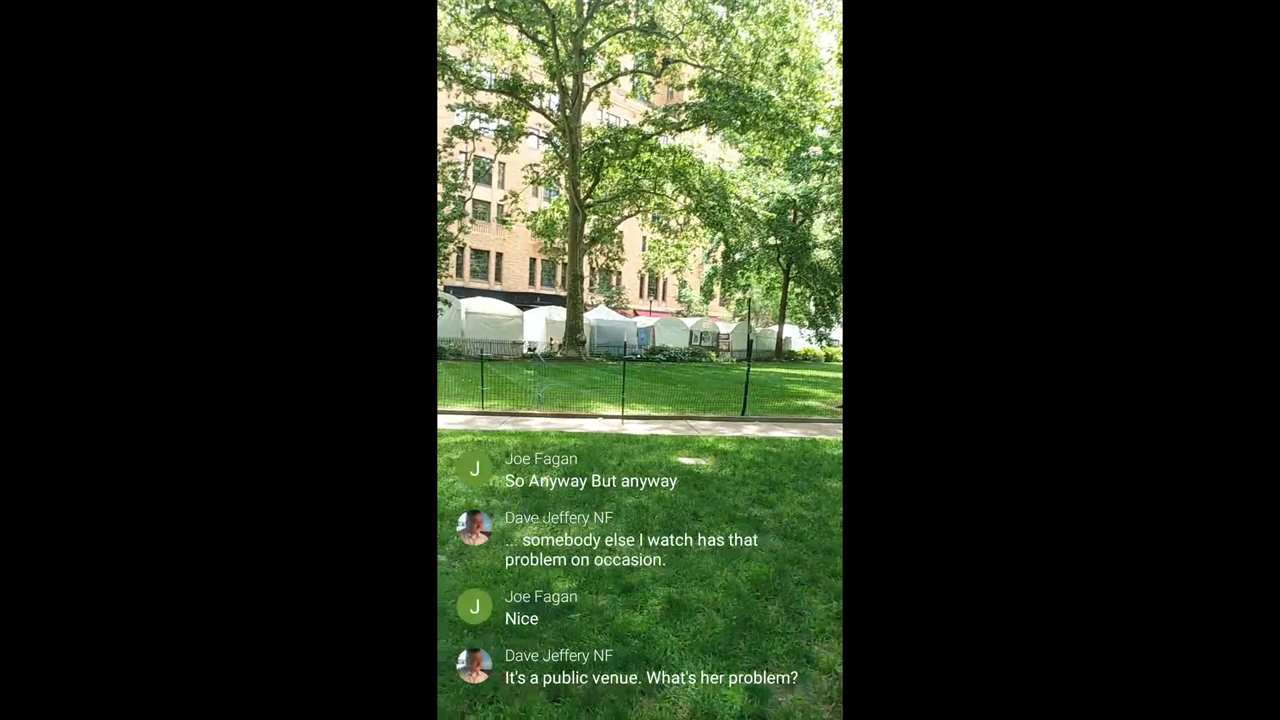 Joe Fagan
J
So Anyway But anyway
Dave Jeffery NF
... somebody else I watch has that
problem on occasion.
Joe Fagan
J
Nice
Dave Jeffery NF
It's a public venue. What's her problem?